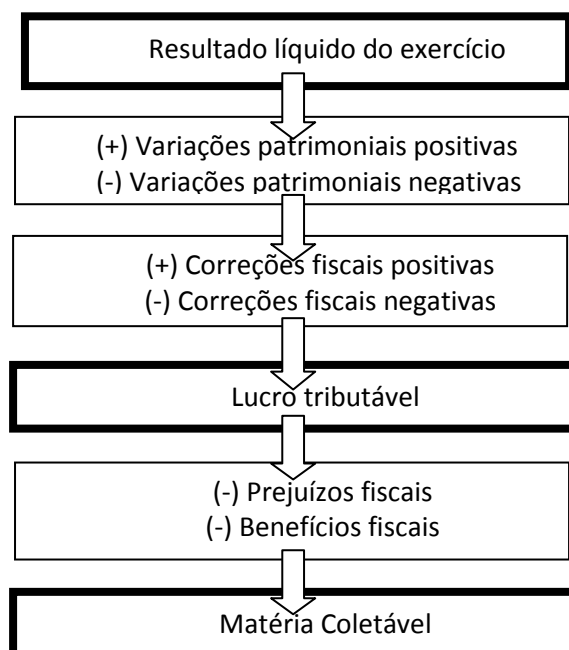 Resultado líquido do exercício
(+) Variações patrimoniais positivas
(-) Variações patrimoniais negativas
(+) Correções fiscais positivas
(-) Correções fiscais negativas
Lucro tributável
(-) Prejuízos fiscais
(-) Benefícios fiscais
Matéria Coletável